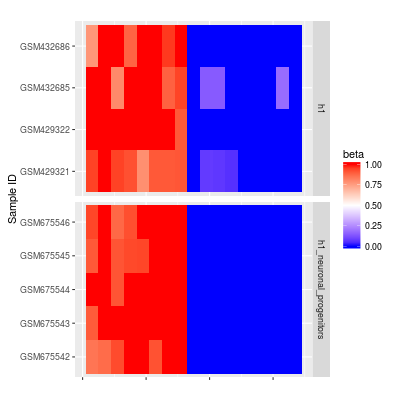 GSM432686
GSM432685
GSM429322
GSM429321
h1
GSM675546
GSM675545
GSM675544
GSM675543
GSM675542
h1_neuronal_progenitors
Sample ID
beta
1.00
0.75
0.50
0.25
0.00